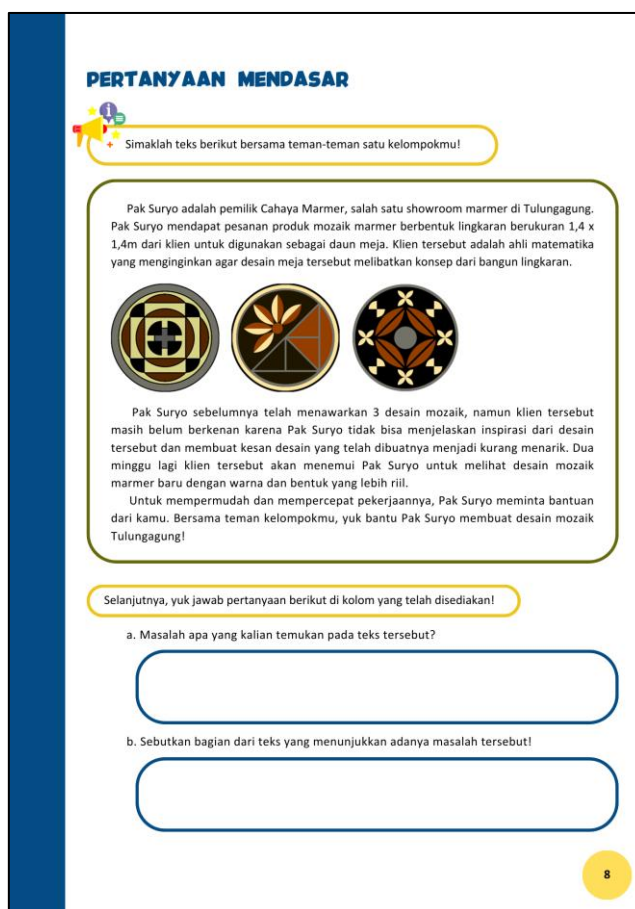 PERTANYAAN MENDASAR
Simaklah teks berikut bersama teman-teman satu kelompokmu!
Pak Suryo adalah pemilik Cahaya Marmer, salah satu showroom marmer di Tulungagung.
Pak Suryo mendapat pesanan produk mozaik marmer berbentuk lingkaran berukuran 1,4 x
1,4m dari klien untuk digunakan sebagai daun meja. Klien tersebut adalah ahli matematika
yang menginginkan agar desain meja tersebut melibatkan konsep dari bangun lingkaran.
Pak Suryo sebelumnya telah menawarkan 3 desain mozaik, namun klien tersebut
masih belum berkenan karena Pak Suryo tidak bisa menjelaskan inspirasi dari desain
tersebut dan membuat kesan desain yang telah dibuatnya menjadi kurang menarik. Dua
minggu lagi klien tersebut akan menemui Pak Suryo untuk melihat desain mozaik
marmer baru dengan warna dan bentuk yang lebih riil.
Untuk mempermudah dan mempercepat pekerjaannya, Pak Suryo meminta bantuan
dari kamu. Bersama teman kelompokmu, yuk bantu Pak Suryo membuat desain mozaik
Tulungagung!
Selanjutnya, yuk jawab pertanyaan berikut di kolom yang telah disediakan!
a. Masalah apa yang kalian temukan pada teks tersebut?
b. Sebutkan bagian dari teks yang menunjukkan adanya masalah tersebut!
8